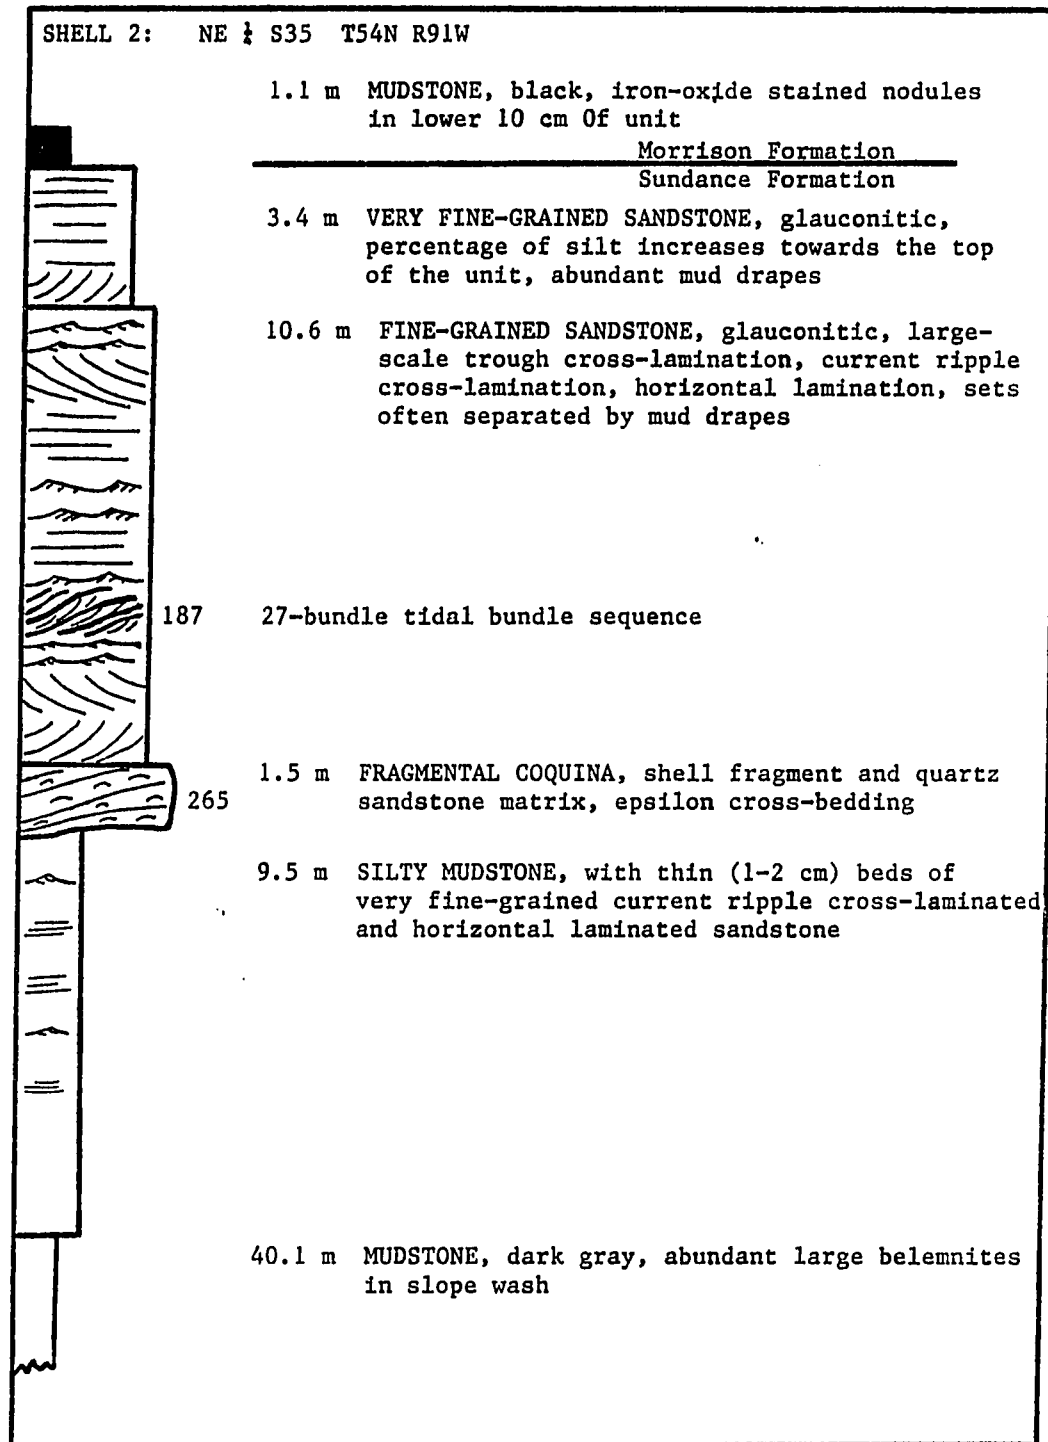 SHELL 2: NE ¼ S35 T54N R91W
1.1 m MUDSTONE, black, iron-oxide stained nodules
in lower 10 cm Of unit
Morrison Formation
Sundance Formation
3.4 m VERY FINE-GRAINED SANDSTONE, glauconitic,
percentage of silt increases towards the top
of the unit, abundant mud drapes
10.6 m FINE-GRAINED SANDSTONE, glauconitic, large-
scale trough cross-lamination, current ripple
cross-lamination, horizontal lamination, sets
often separated by mud drapes
187 27-bundle tidal bundle sequence
1.5 m FRAGMENTAL COQUINA, shell fragment and quartz
265 sandstone matrix, epsilon cross-bedding
9.5 m SILTY MUDSTONE, with thin (1-2 cm) beds of
very fine-grained current ripple cross-laminated
and horizontal laminated sandstone
40.1 m MUDSTONE, dark gray, abundant large belemnites
in slope wash